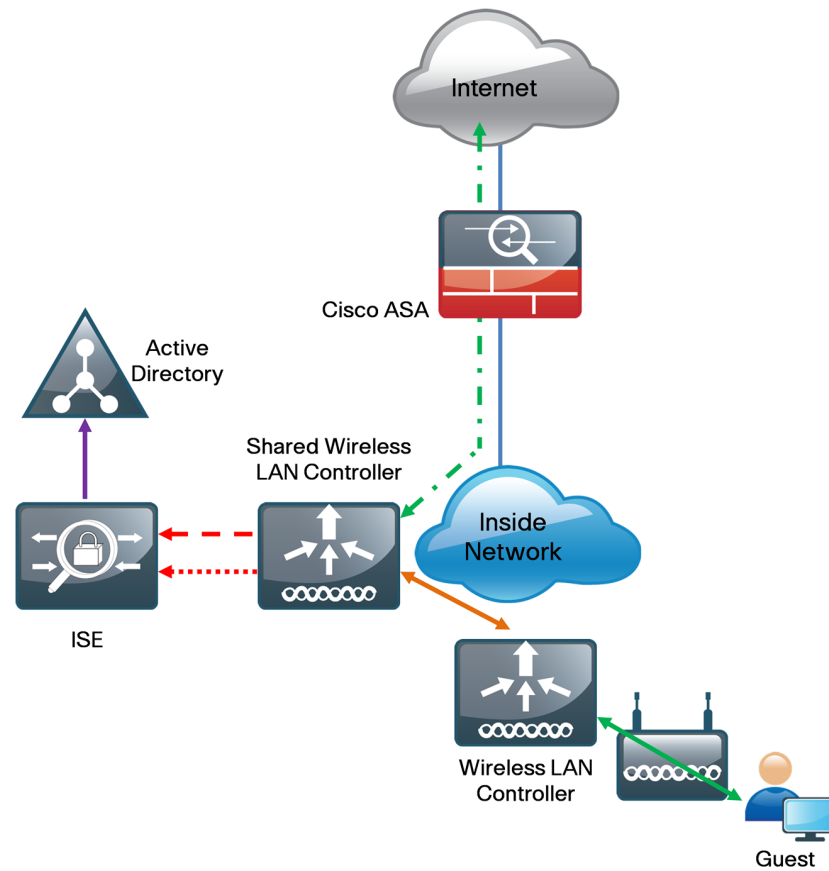 Internet
Cisco ASA
Active
Directory
Shared Wireless
LAN Controller
Inside
Network
ISE
Wireless LAN
Controller
Guest